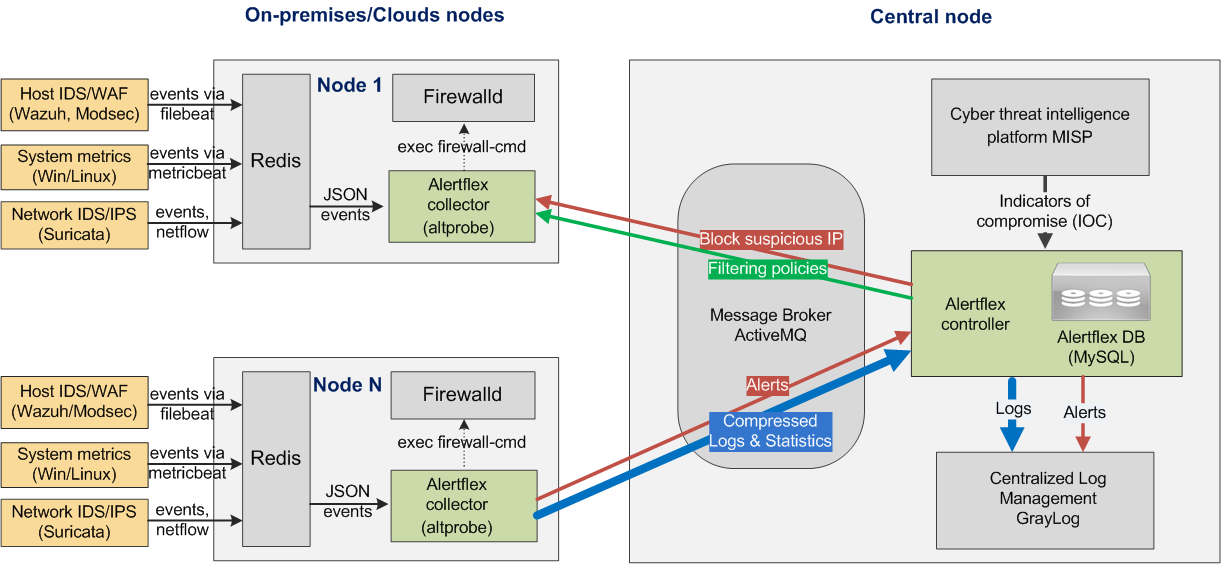 On-premises/Clouds nodes
Central node
Host IDS/WAF
(Wazuh, Modsec)
events via
filebeat
System metrics
(Win/Linux)
events via
metricbeat
Network IDS/IPS
(Suricata)
events,
netflow
Redis
Node 1
Firewalld
exec firewall-cmd
JSON
events
Alertflex
collector
(altprobe)
Host IDS/WAF
(Wazuh/Modsec)
events via
filebeat
System metrics
(Win/Linux)
events via
metricbeat
Network IDS/IPS
(Suricata)
events,
netflow
Redis
Node N
Firewalld
exec firewall-cmd
JSON
events
Alertflex
collector
(altprobe)
Block suspicious IP
Filtering policies
Message Broker
ActiveMQ
Alerts
Compressed
Logs & Statistics
Cyber threat intelligence
platform MISP
Indicators of
compromise (IOC)
Alertflex
controller
Alertflex DB
(MySQL)
Logs
Alerts
Centralized Log
Management
GrayLog